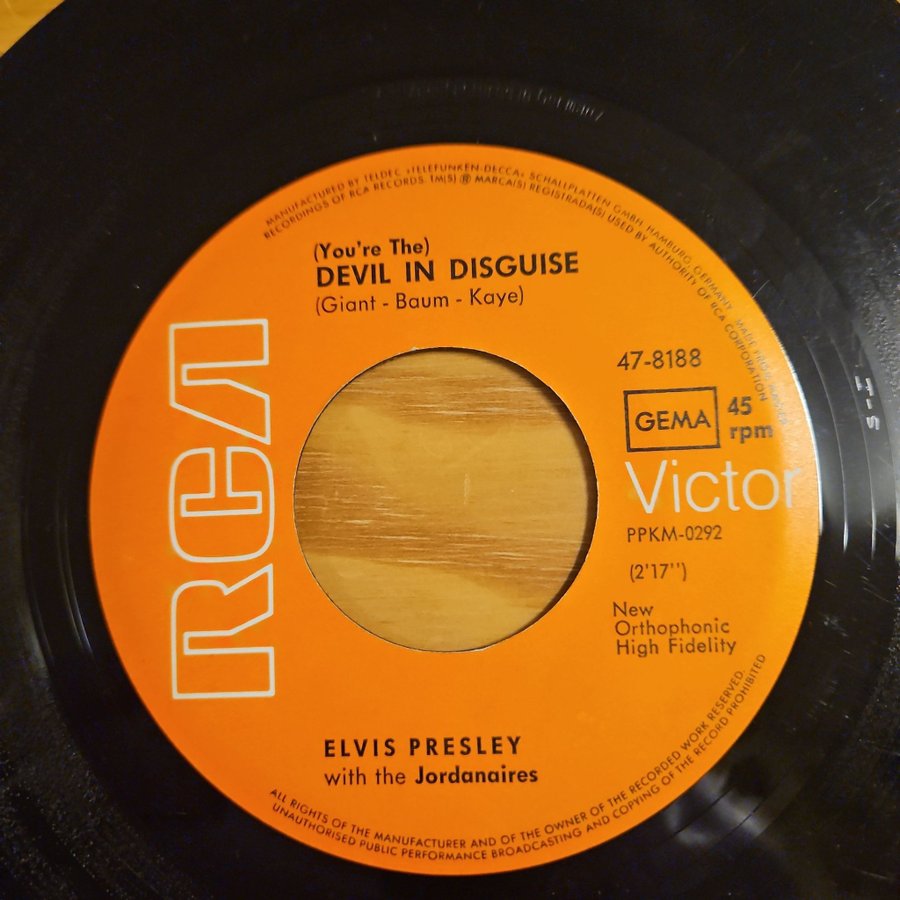 MANUFACTURED BY TELDEC »TELEFUNKEN-DECCA« SCHALLPLATTEN GMBH, HAMBURG, GERMANY. MADE FROM MASTER
RECORDINGS OF RCA RECORDS. TM(S) ® MARCA(S) REGISTRADA(S) USED BY AUTHORITY OF RCA CORPORATION
(You're The)
DEVIL IN DISGUISE
(Giant - Baum - Kaye)
RCA
47-8188
GEMA
45
rpm
Victor
PPKM-0292
(2'17'')
New
Orthophonic
High Fidelity
ELVIS PRESLEY
with the Jordanaires
ALL RIGHTS OF THE MANUFACTURER AND OF THE OWNER OF THE RECORDED WORK RESERVED.
UNAUTHORISED PUBLIC PERFORMANCE BROADCASTING AND COPYING OF THE RECORD PROHIBITED